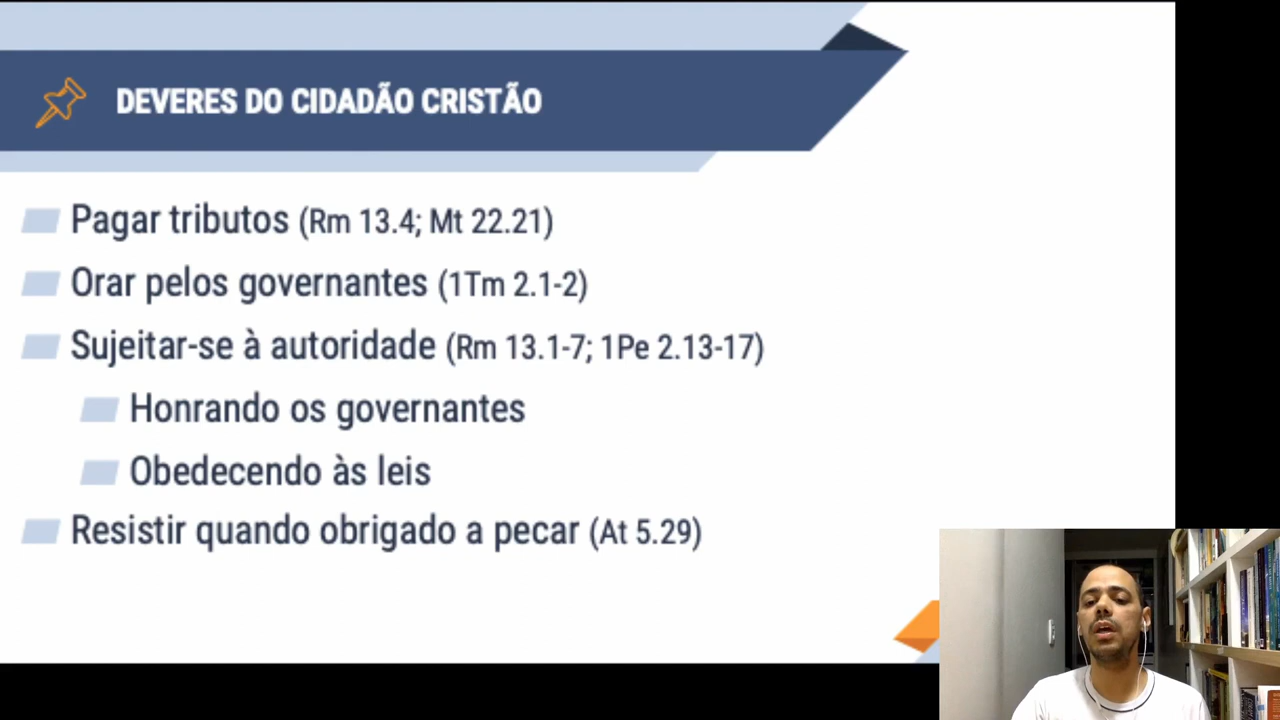 DEVERES DO CIDADÃO CRISTÃO
Pagar tributos (Rm 13.4; Mt 22.21)
Orar pelos governantes (1Tm 2.1-2)
Sujeitar-se à autoridade (Rm 13.1-7; 1Pe 2.13-17)
Honrando os governantes
Obedecendo às leis
Resistir quando obrigado a pecar (At 5.29)